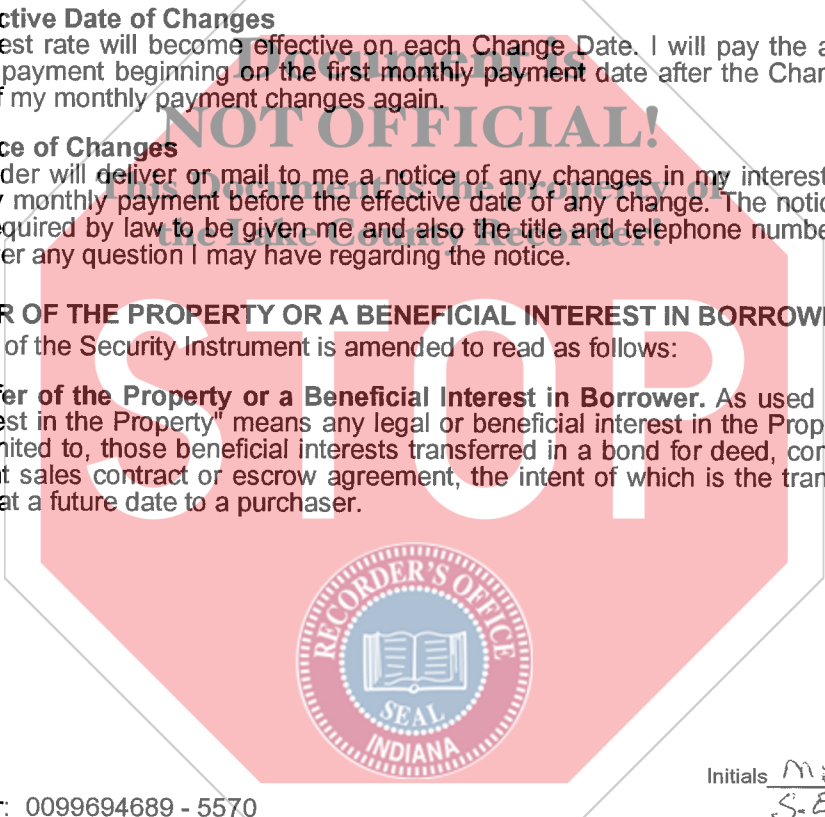 ctive Date of Changes
est rate will become effective on each Change Date. I will pay the a
payment beginning on the first monthly payment date after the Chan
f my monthly payment changes again.
Document is
NOT OFFICIAL!
This Document is the property of
the Lake County Recorder!
ce of Changes
der will deliver or mail to me a notice of any changes in my interest
y monthly payment before the effective date of any change. The notic
quired by law to be given me and also the title and telephone numbe
er any question I may have regarding the notice.
R OF THE PROPERTY OR A BENEFICIAL INTEREST IN BORROWE
of the Security Instrument is amended to read as follows:
fer of the Property or a Beneficial Interest in Borrower. As used
est in the Property" means any legal or beneficial interest in the Prop
nited to, those beneficial interests transferred in a bond for deed, con
t sales contract or escrow agreement, the intent of which is the tran
at a future date to a purchaser.
STOP
RECORDER'S OFFICE
SEAL
INDIANA
Initials
: 0099694689 - 5570